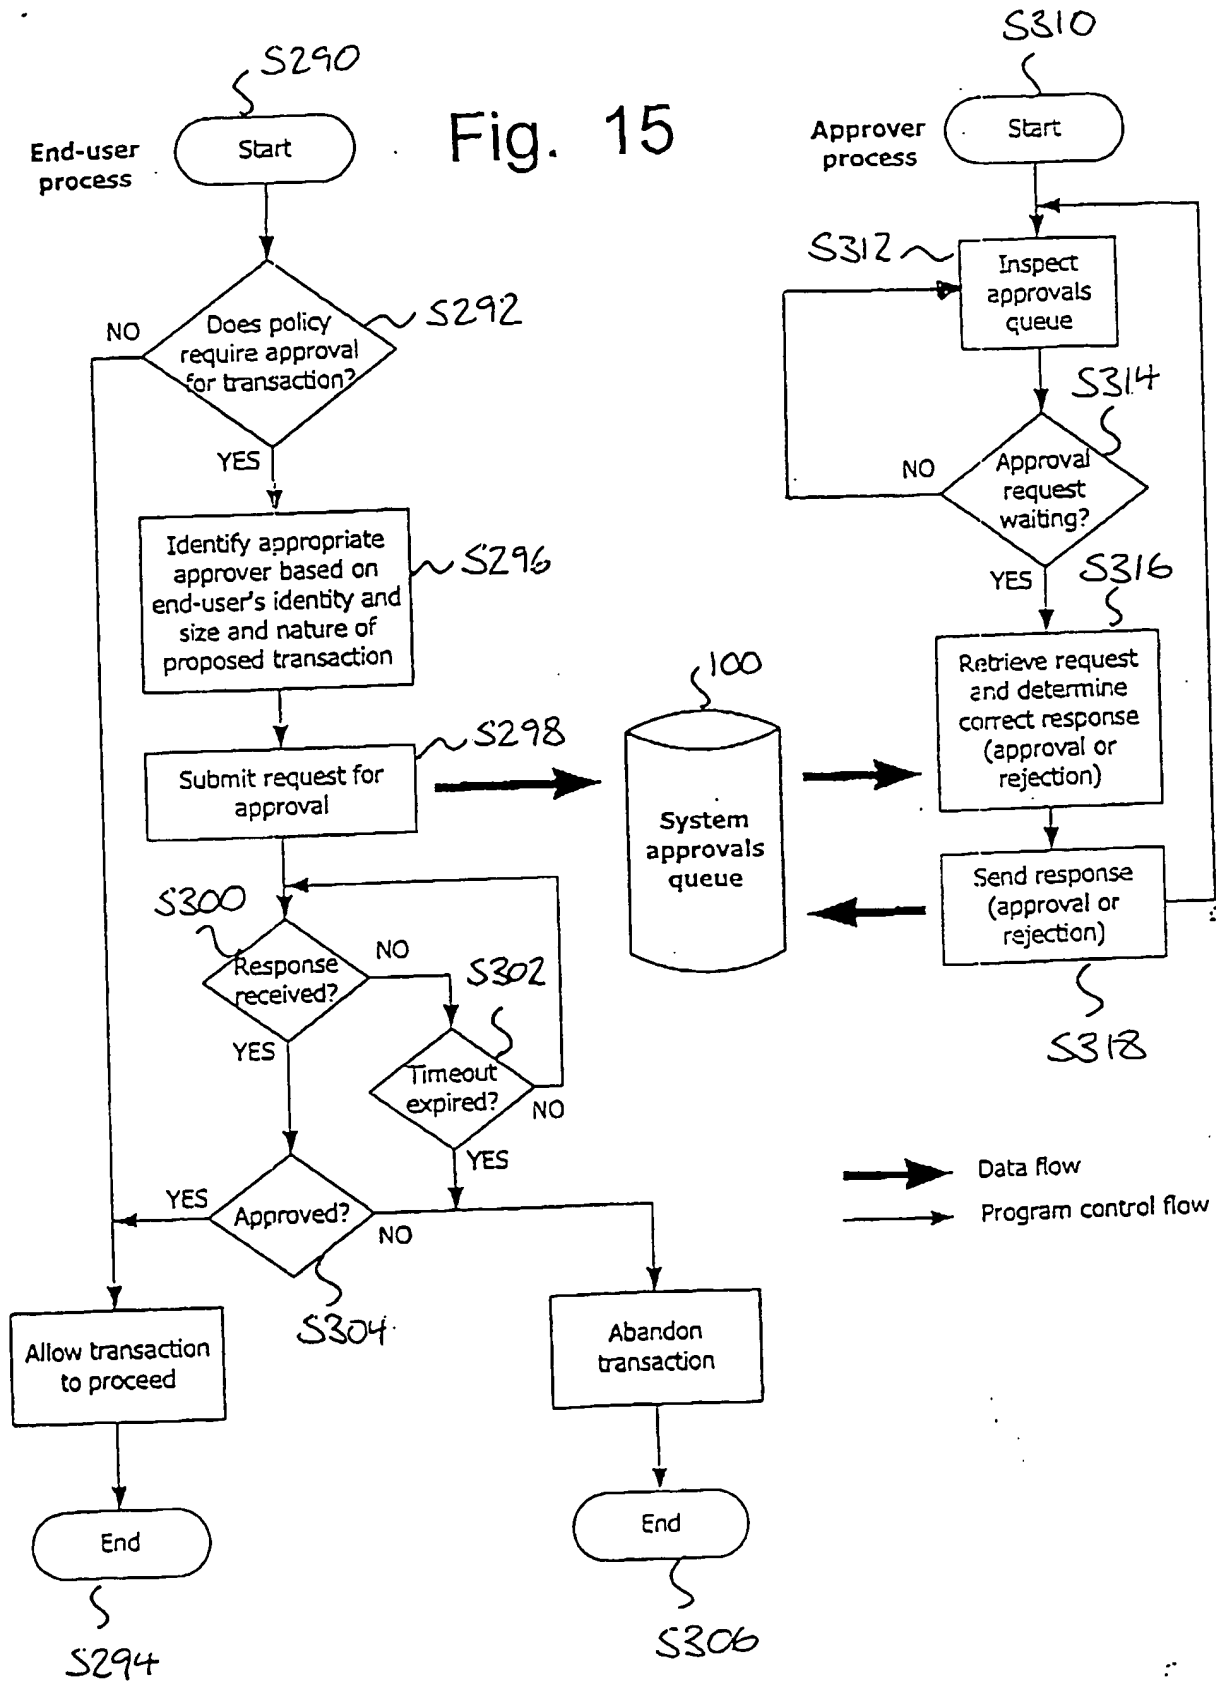 Fig. 15
S290
End-user
process
Start
Does policy
require approval
for transaction?
S292
NO
YES
Identify appropriate
approver based on
end-user's identity and
size and nature of
proposed transaction
S296
Submit request for
approval
S298
S300
Response
received?
NO
YES
S302
Timeout
expired?
NO
YES
Approved?
YES
NO
S304
Allow transaction
to proceed
End
S294
Abandon
transaction
End
S306
100
System
approvals
queue
S310
Approver
process
Start
S312
Inspect
approvals
queue
S314
Approval
request
waiting?
NO
YES
S316
Retrieve request
and determine
correct response
(approval or
rejection)
Send response
(approval or
rejection)
S318
Data flow
Program control flow